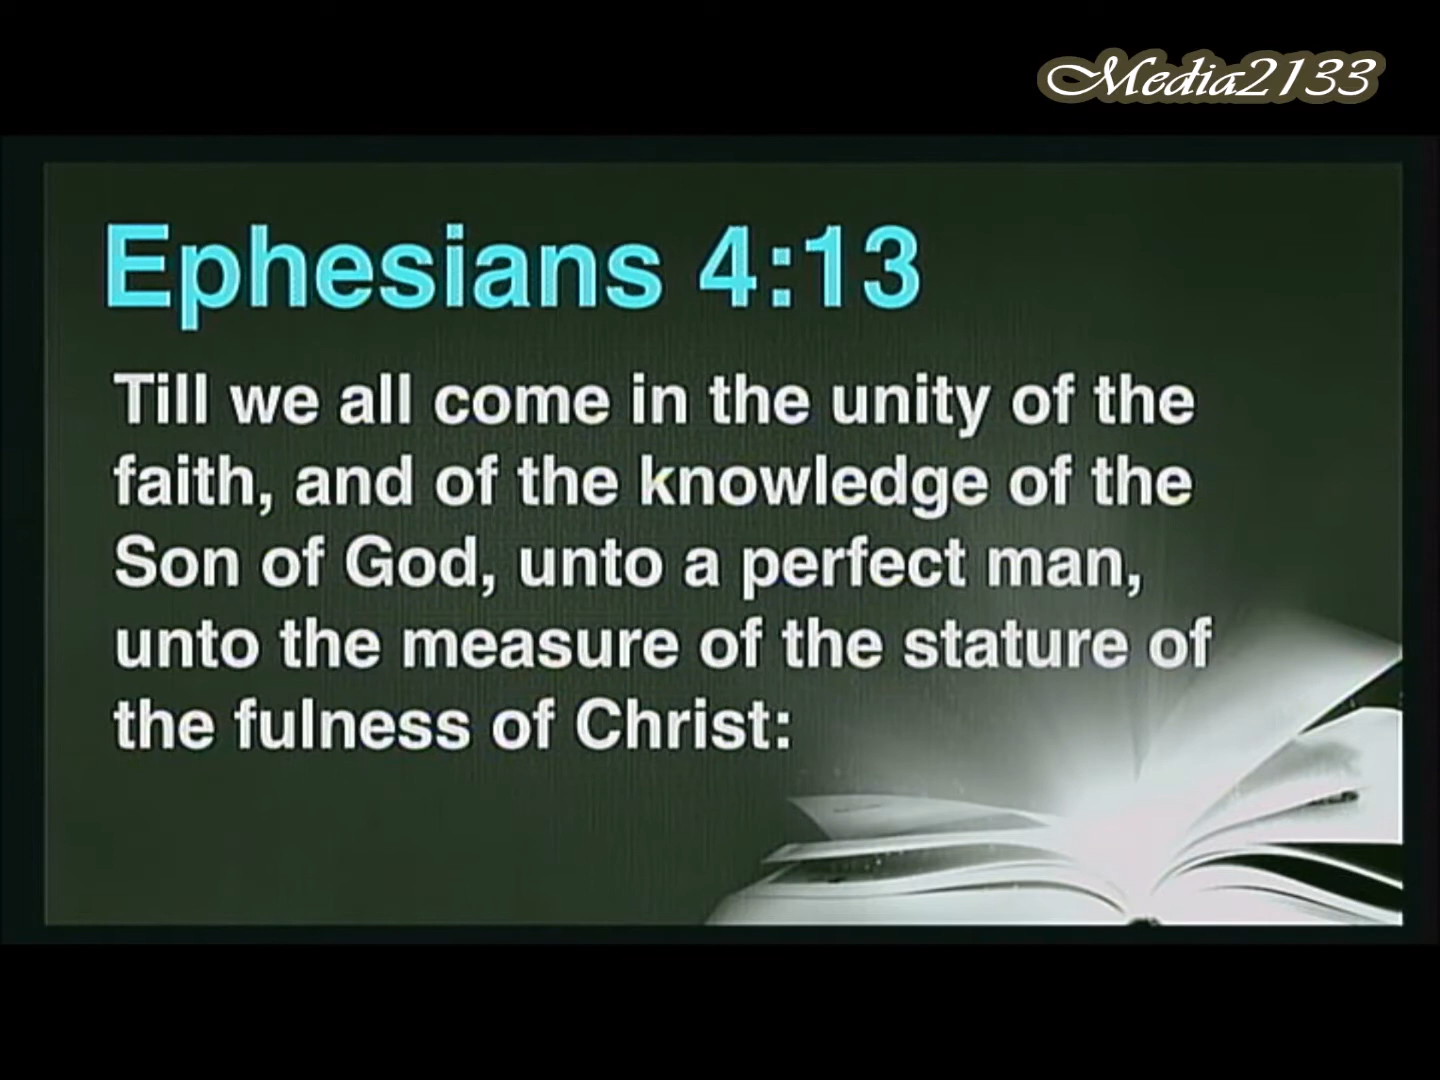 Media2133
Ephesians 4:13
Till we all come in the unity of the
faith, and of the knowledge of the
Son of God, unto a perfect man,
unto the measure of the stature of
the fulness of Christ: